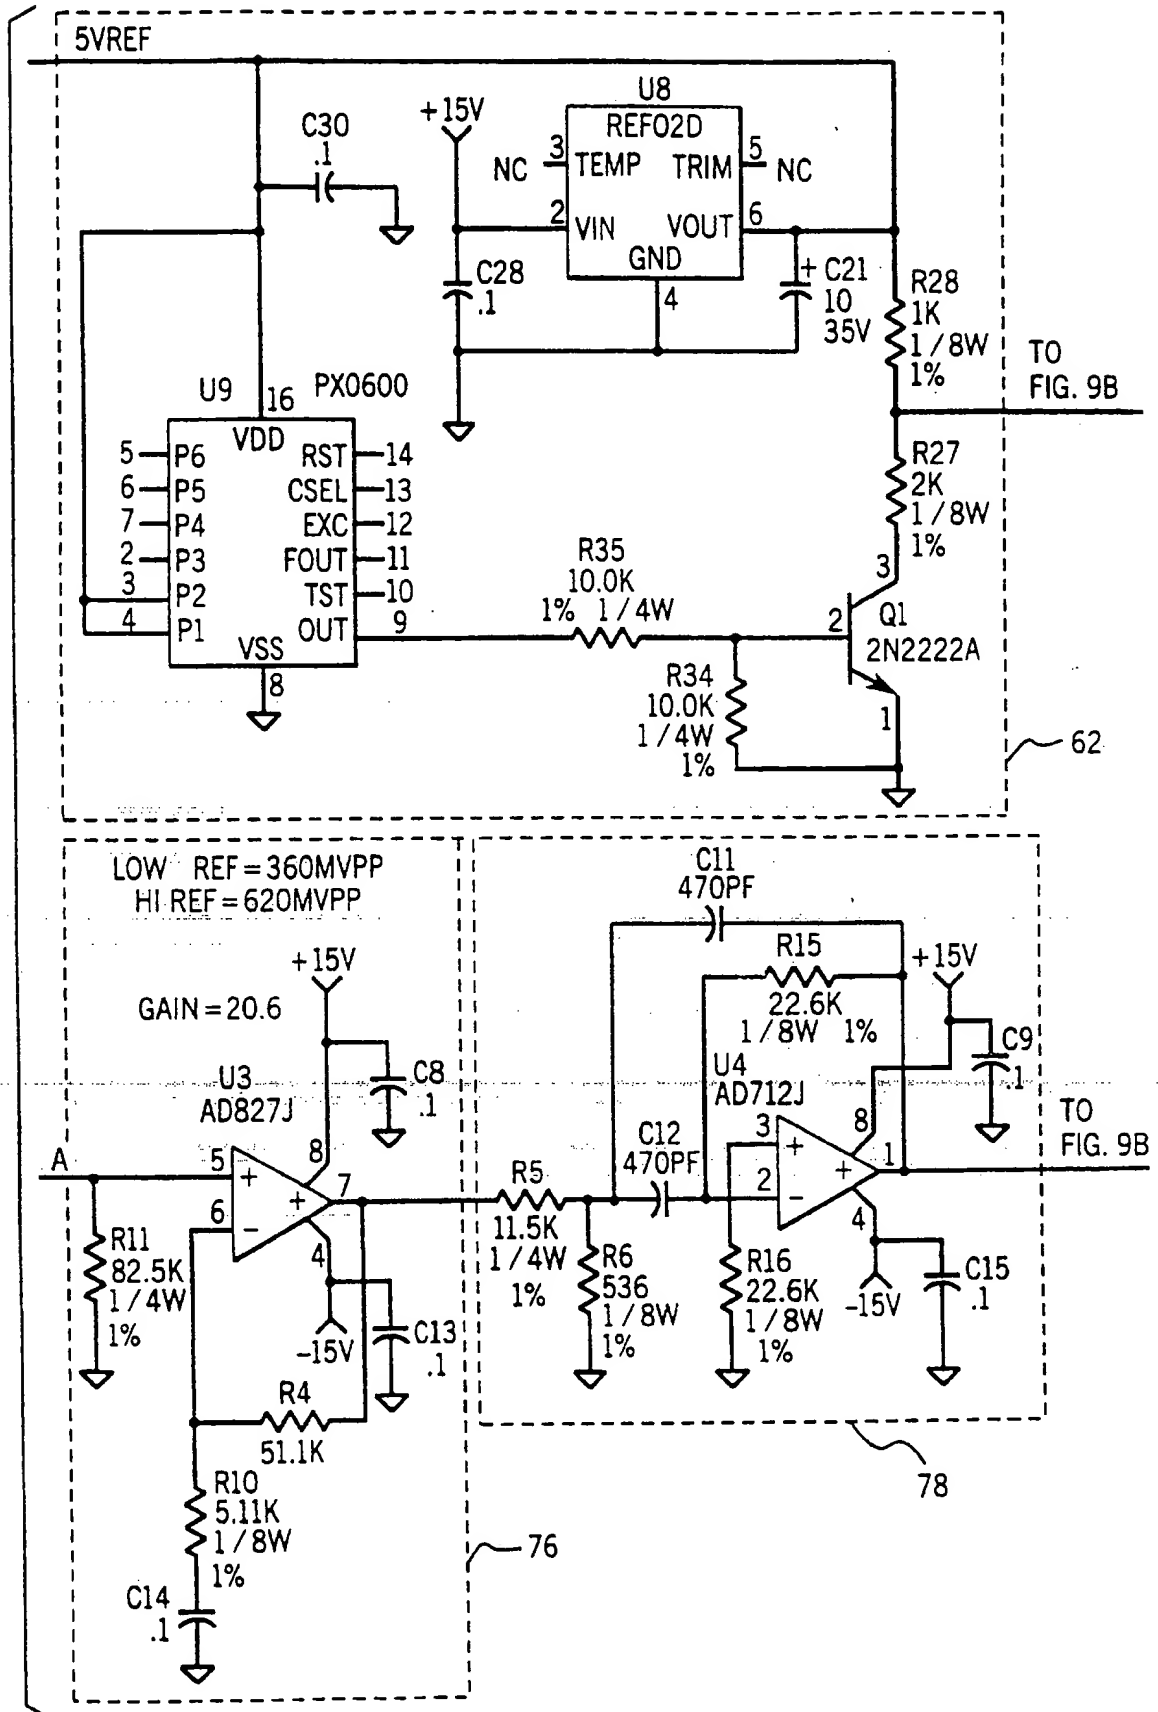 5VREF
U8
REF02D
+15V
C30
.1
NC
3
TEMP
TRIM
5
NC
2
VIN
VOUT
6
GND
4
C28
.1
+
C21
10
35V
R28
1K
1/8W
1%
TO
FIG. 9B
U9
16
PX0600
VDD
5
P6
RST
14
6
P5
CSEL
13
7
P4
EXC
12
2
P3
FOUT
11
3
P2
TST
10
4
P1
OUT
9
VSS
8
R35
10.0K
1% 1/4W
R27
2K
1/8W
1%
3
2
Q1
2N2222A
1
R34
10.0K
1/4W
1%
62
LOW REF=360MVPP
HI REF=620MVPP
+15V
GAIN=20.6
U3
AD827J
C8
.1
A
5
+
8
+
7
6
-
4
R11
82.5K
1/4W
1%
-15V
C13
.1
R4
51.1K
R10
5.11K
1/8W
1%
C14
.1
76
C11
470PF
R15
22.6K
1/8W 1%
+15V
C9
.1
U4
AD712J
C12
470PF
3
+
8
+
1
2
-
4
TO
FIG. 9B
R5
11.5K
1/4W
1%
R6
536
1/8W
1%
R16
22.6K
1/8W
1%
-15V
C15
.1
78